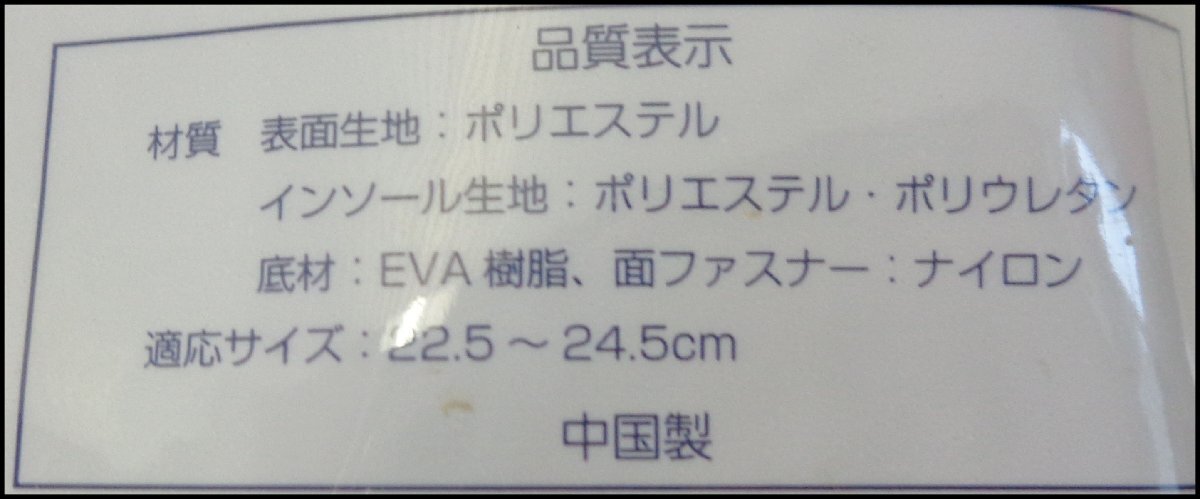 品質表示
材質 表面生地：ポリエステル
インソール生地：ポリエステル・ポリウレタン
底材：EVA樹脂、面ファスナー：ナイロン
適応サイズ：22.5～24.5cm
中国製